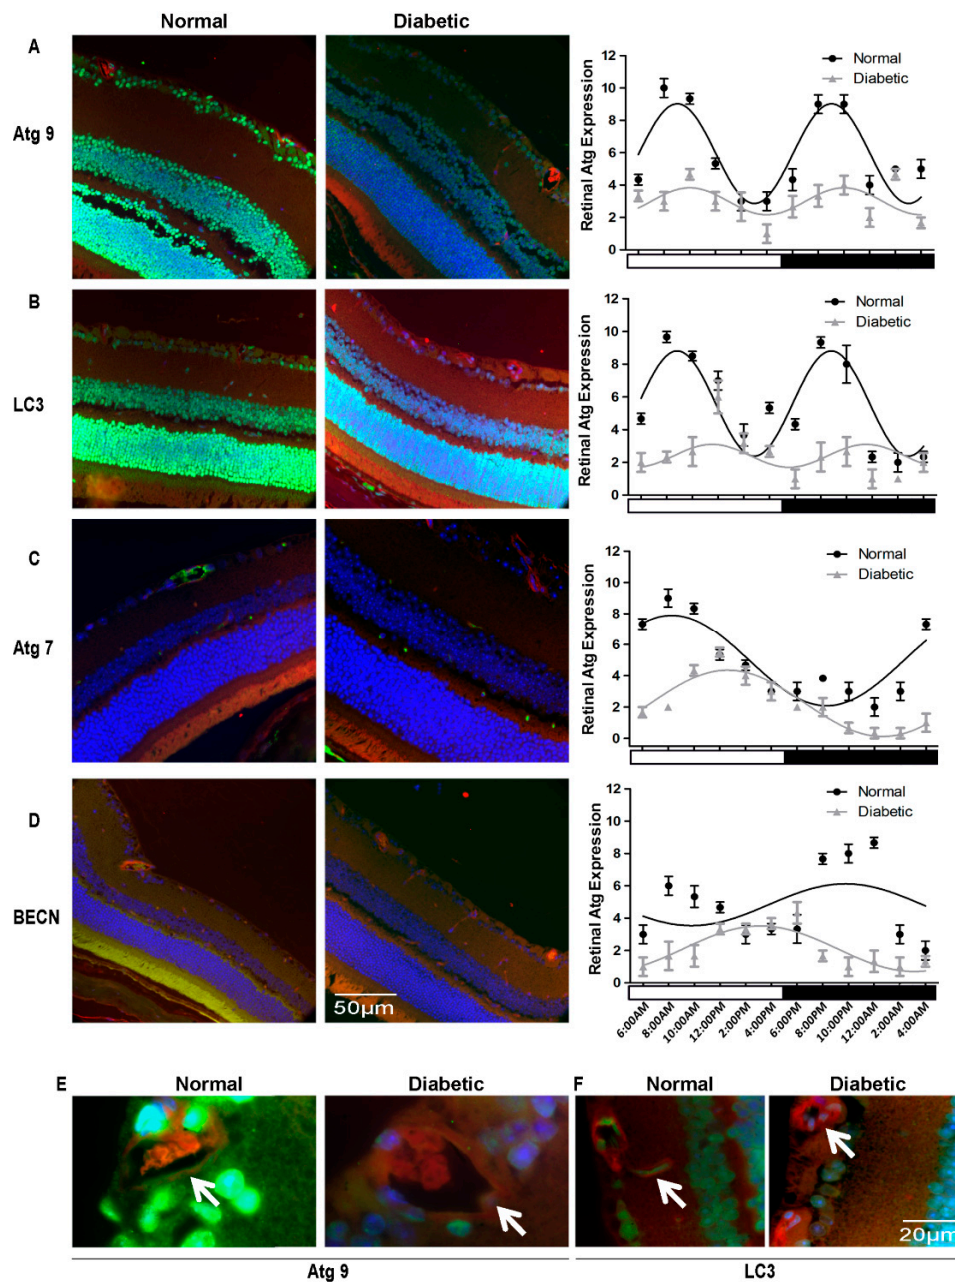 Normal Diabetic
A
Atg 9
Retinal Atg Expression
12
10
8
6
4
2
0
Normal
Diabetic
B
LC3
Retinal Atg Expression
12
10
8
6
4
2
0
Normal
Diabetic
C
Atg 7
Retinal Atg Expression
12
10
8
6
4
2
0
Normal
Diabetic
D
BECN
50µm
Retinal Atg Expression
12
10
8
6
4
2
0
Normal
Diabetic
6:00AM
8:00AM
10:00AM
12:00PM
2:00PM
4:00PM
6:00PM
8:00PM
10:00PM
12:00AM
2:00AM
4:00AM
E Normal Diabetic F Normal Diabetic
20µm
Atg 9 LC3